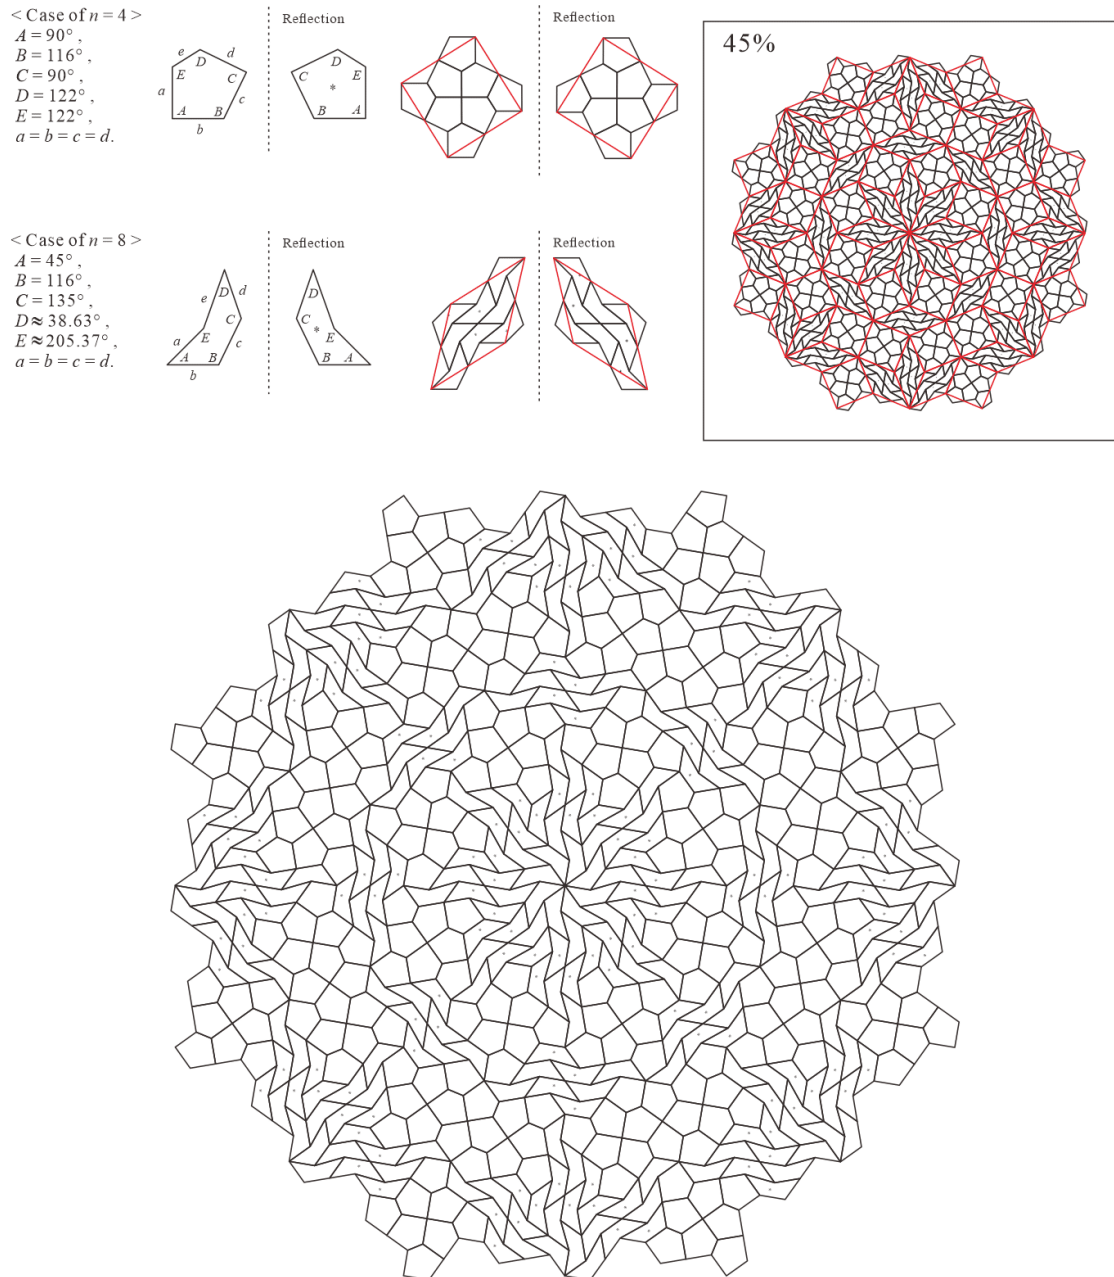 < Case of n = 4 >
A = 90° ,
B = 116° ,
C = 90° ,
D = 122° ,
E = 122° ,
a = b = c = d.
e
d
D
E
C
a
c
A
B
b
Reflection
D
C
E
*
B
A
Reflection
45%
< Case of n = 8 >
A = 45° ,
B = 116° ,
C = 135° ,
D ≈ 38.63° ,
E ≈ 205.37° ,
a = b = c = d.
D
d
e
C
E
a
c
A
B
b
Reflection
D
C
*
E
B
A
Reflection